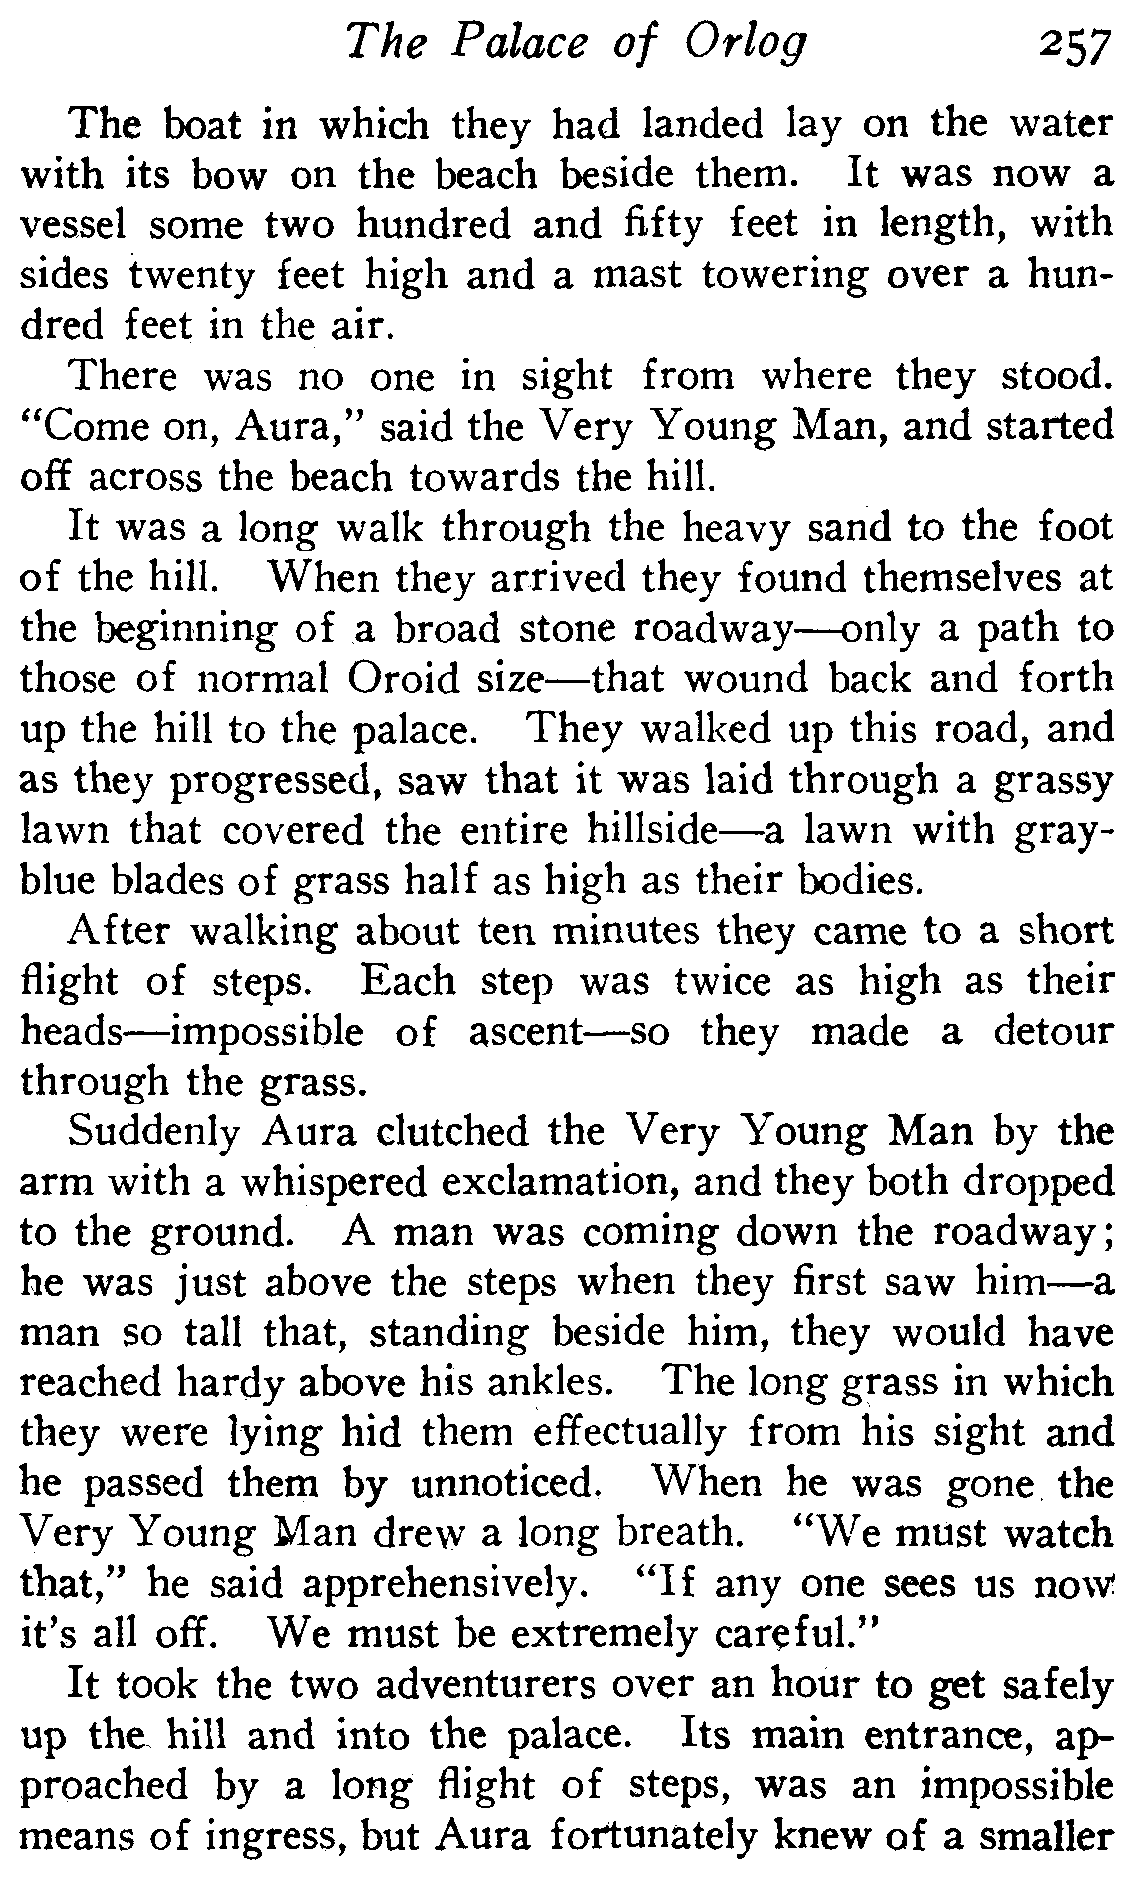 The Palace of Orlog 257
The boat in which they had landed lay on the water
with its bow on the beach beside them. It was now a
vessel some two hundred and fifty feet in length, with
sides twenty feet high and a mast towering over a hun-
dred feet in the air.
There was no one in sight from where they stood.
"Come on, Aura," said the Very Young Man, and started
off across the beach towards the hill.
It was a long walk through the heavy sand to the foot
of the hill. When they arrived they found themselves at
the beginning of a broad stone roadway—only a path to
those of normal Oroid size—that wound back and forth
up the hill to the palace. They walked up this road, and
as they progressed, saw that it was laid through a grassy
lawn that covered the entire hillside—a lawn with gray-
blue blades of grass half as high as their bodies.
After walking about ten minutes they came to a short
flight of steps. Each step was twice as high as their
heads—impossible of ascent—so they made a detour
through the grass.
Suddenly Aura clutched the Very Young Man by the
arm with a whispered exclamation, and they both dropped
to the ground. A man was coming down the roadway;
he was just above the steps when they first saw him—a
man so tall that, standing beside him, they would have
reached hardy above his ankles. The long grass in which
they were lying hid them effectually from his sight and
he passed them by unnoticed. When he was gone the
Very Young Man drew a long breath. "We must watch
that," he said apprehensively. "If any one sees us now
it's all off. We must be extremely careful."
It took the two adventurers over an hour to get safely
up the hill and into the palace. Its main entrance, ap-
proached by a long flight of steps, was an impossible
means of ingress, but Aura fortunately knew of a smaller